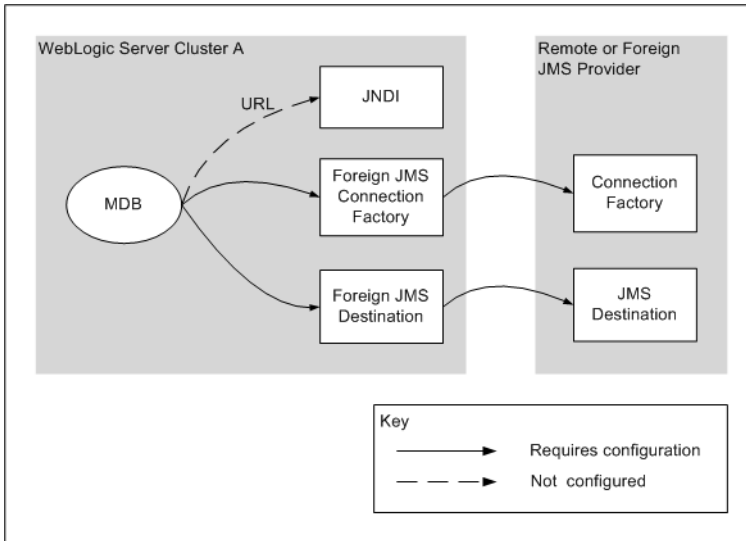 WebLogic Server Cluster A
Remote or Foreign
JMS Provider
URL
JNDI
MDB
Foreign JMS
Connection
Factory
Connection
Factory
Foreign JMS
Destination
JMS
Destination
Key
Requires configuration
Not configured